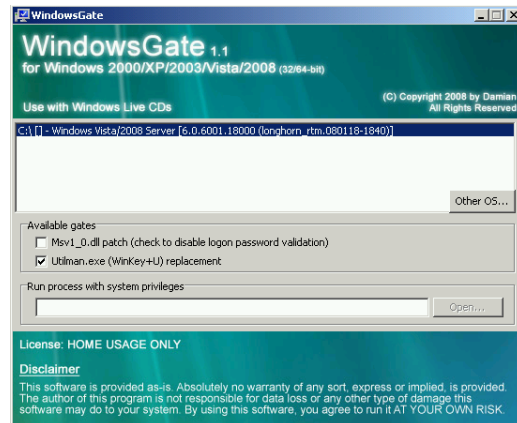 WindowsGate
WindowsGate 1.1
for Windows 2000/XP/2003/Vista/2008 (32/64-bit)
(C) Copyright 2008 by Damian
Use with Windows Live CDs
All Rights Reserved
C:\ [] - Windows Vista/2008 Server [6.0.6001.18000 (longhorn_rtm.080118-1840)]
Other OS...
Available gates
Msv1_0.dll patch (check to disable logon password validation)
Utilman.exe (WinKey+U) replacement
Run process with system privileges
Open...
License: HOME USAGE ONLY
Disclaimer
This software is provided as-is. Absolutely no warranty of any sort, express or implied, is provided.
The author of this program is not responsible for data loss or any other type of damage this
software may do to your system. By using this software, you agree to run it AT YOUR OWN RISK.